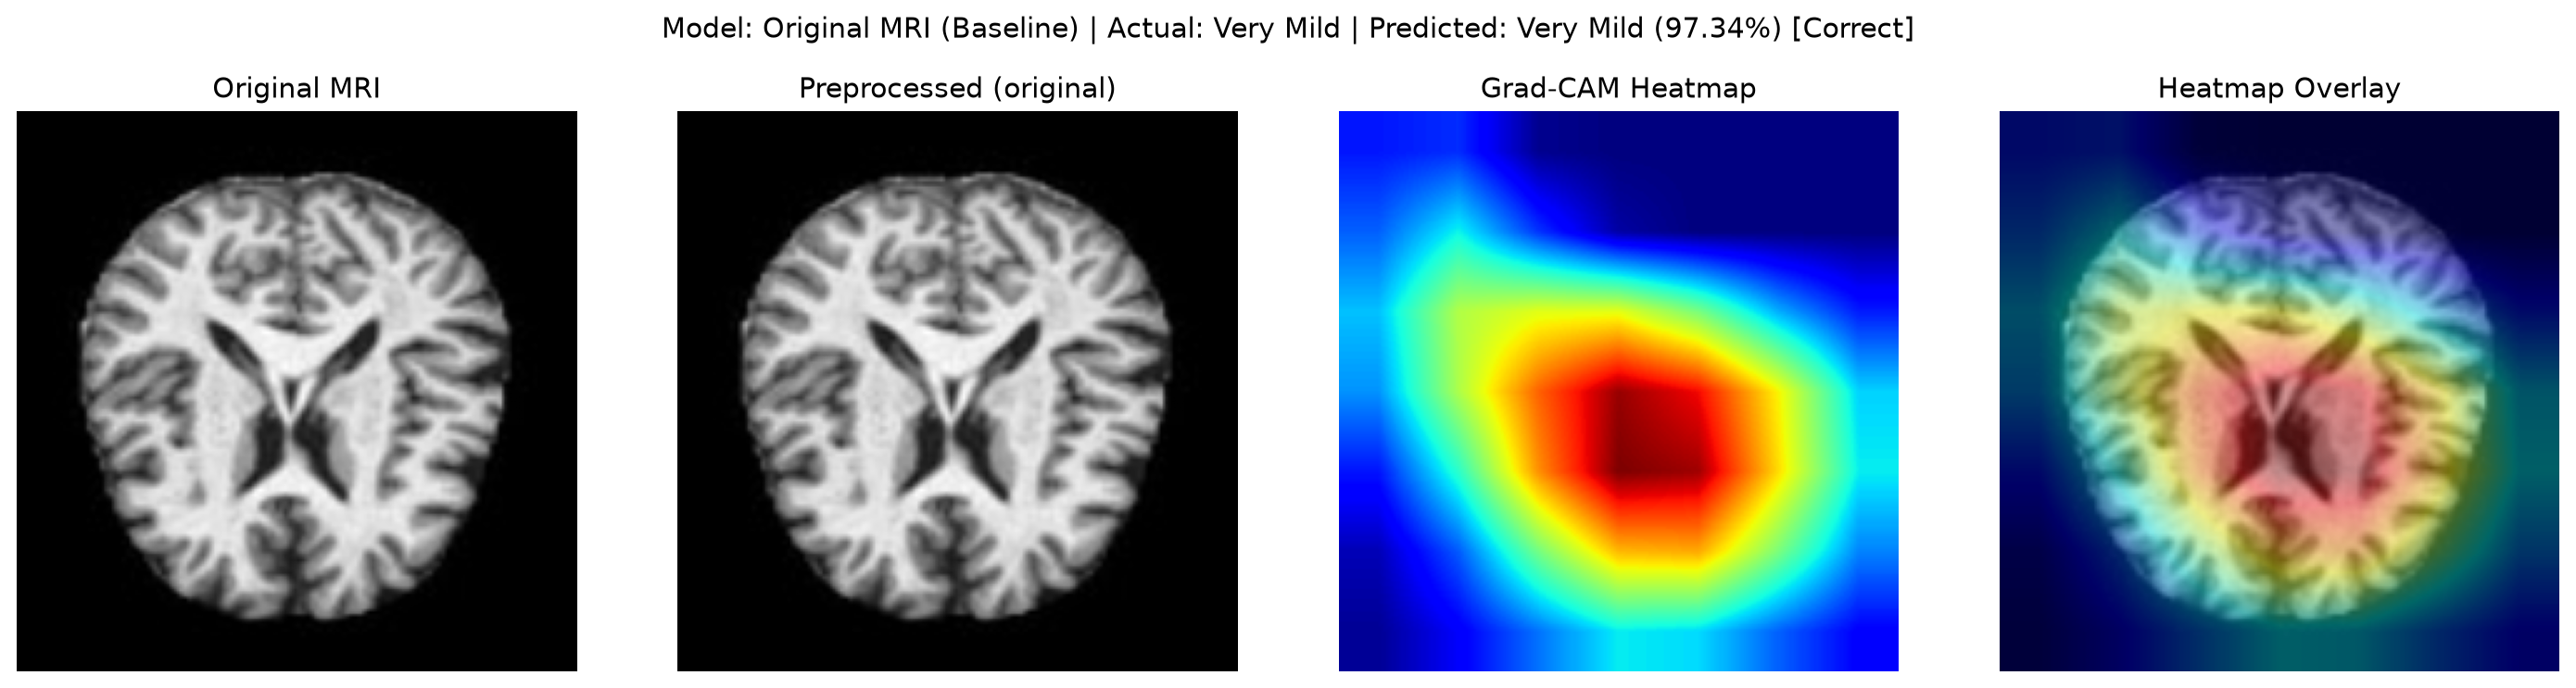 Model: Original MRI (Baseline) | Actual: Very Mild | Predicted: Very Mild (97.34%) [Correct]
Original MRI
Preprocessed (original)
Grad-CAM Heatmap
Heatmap Overlay